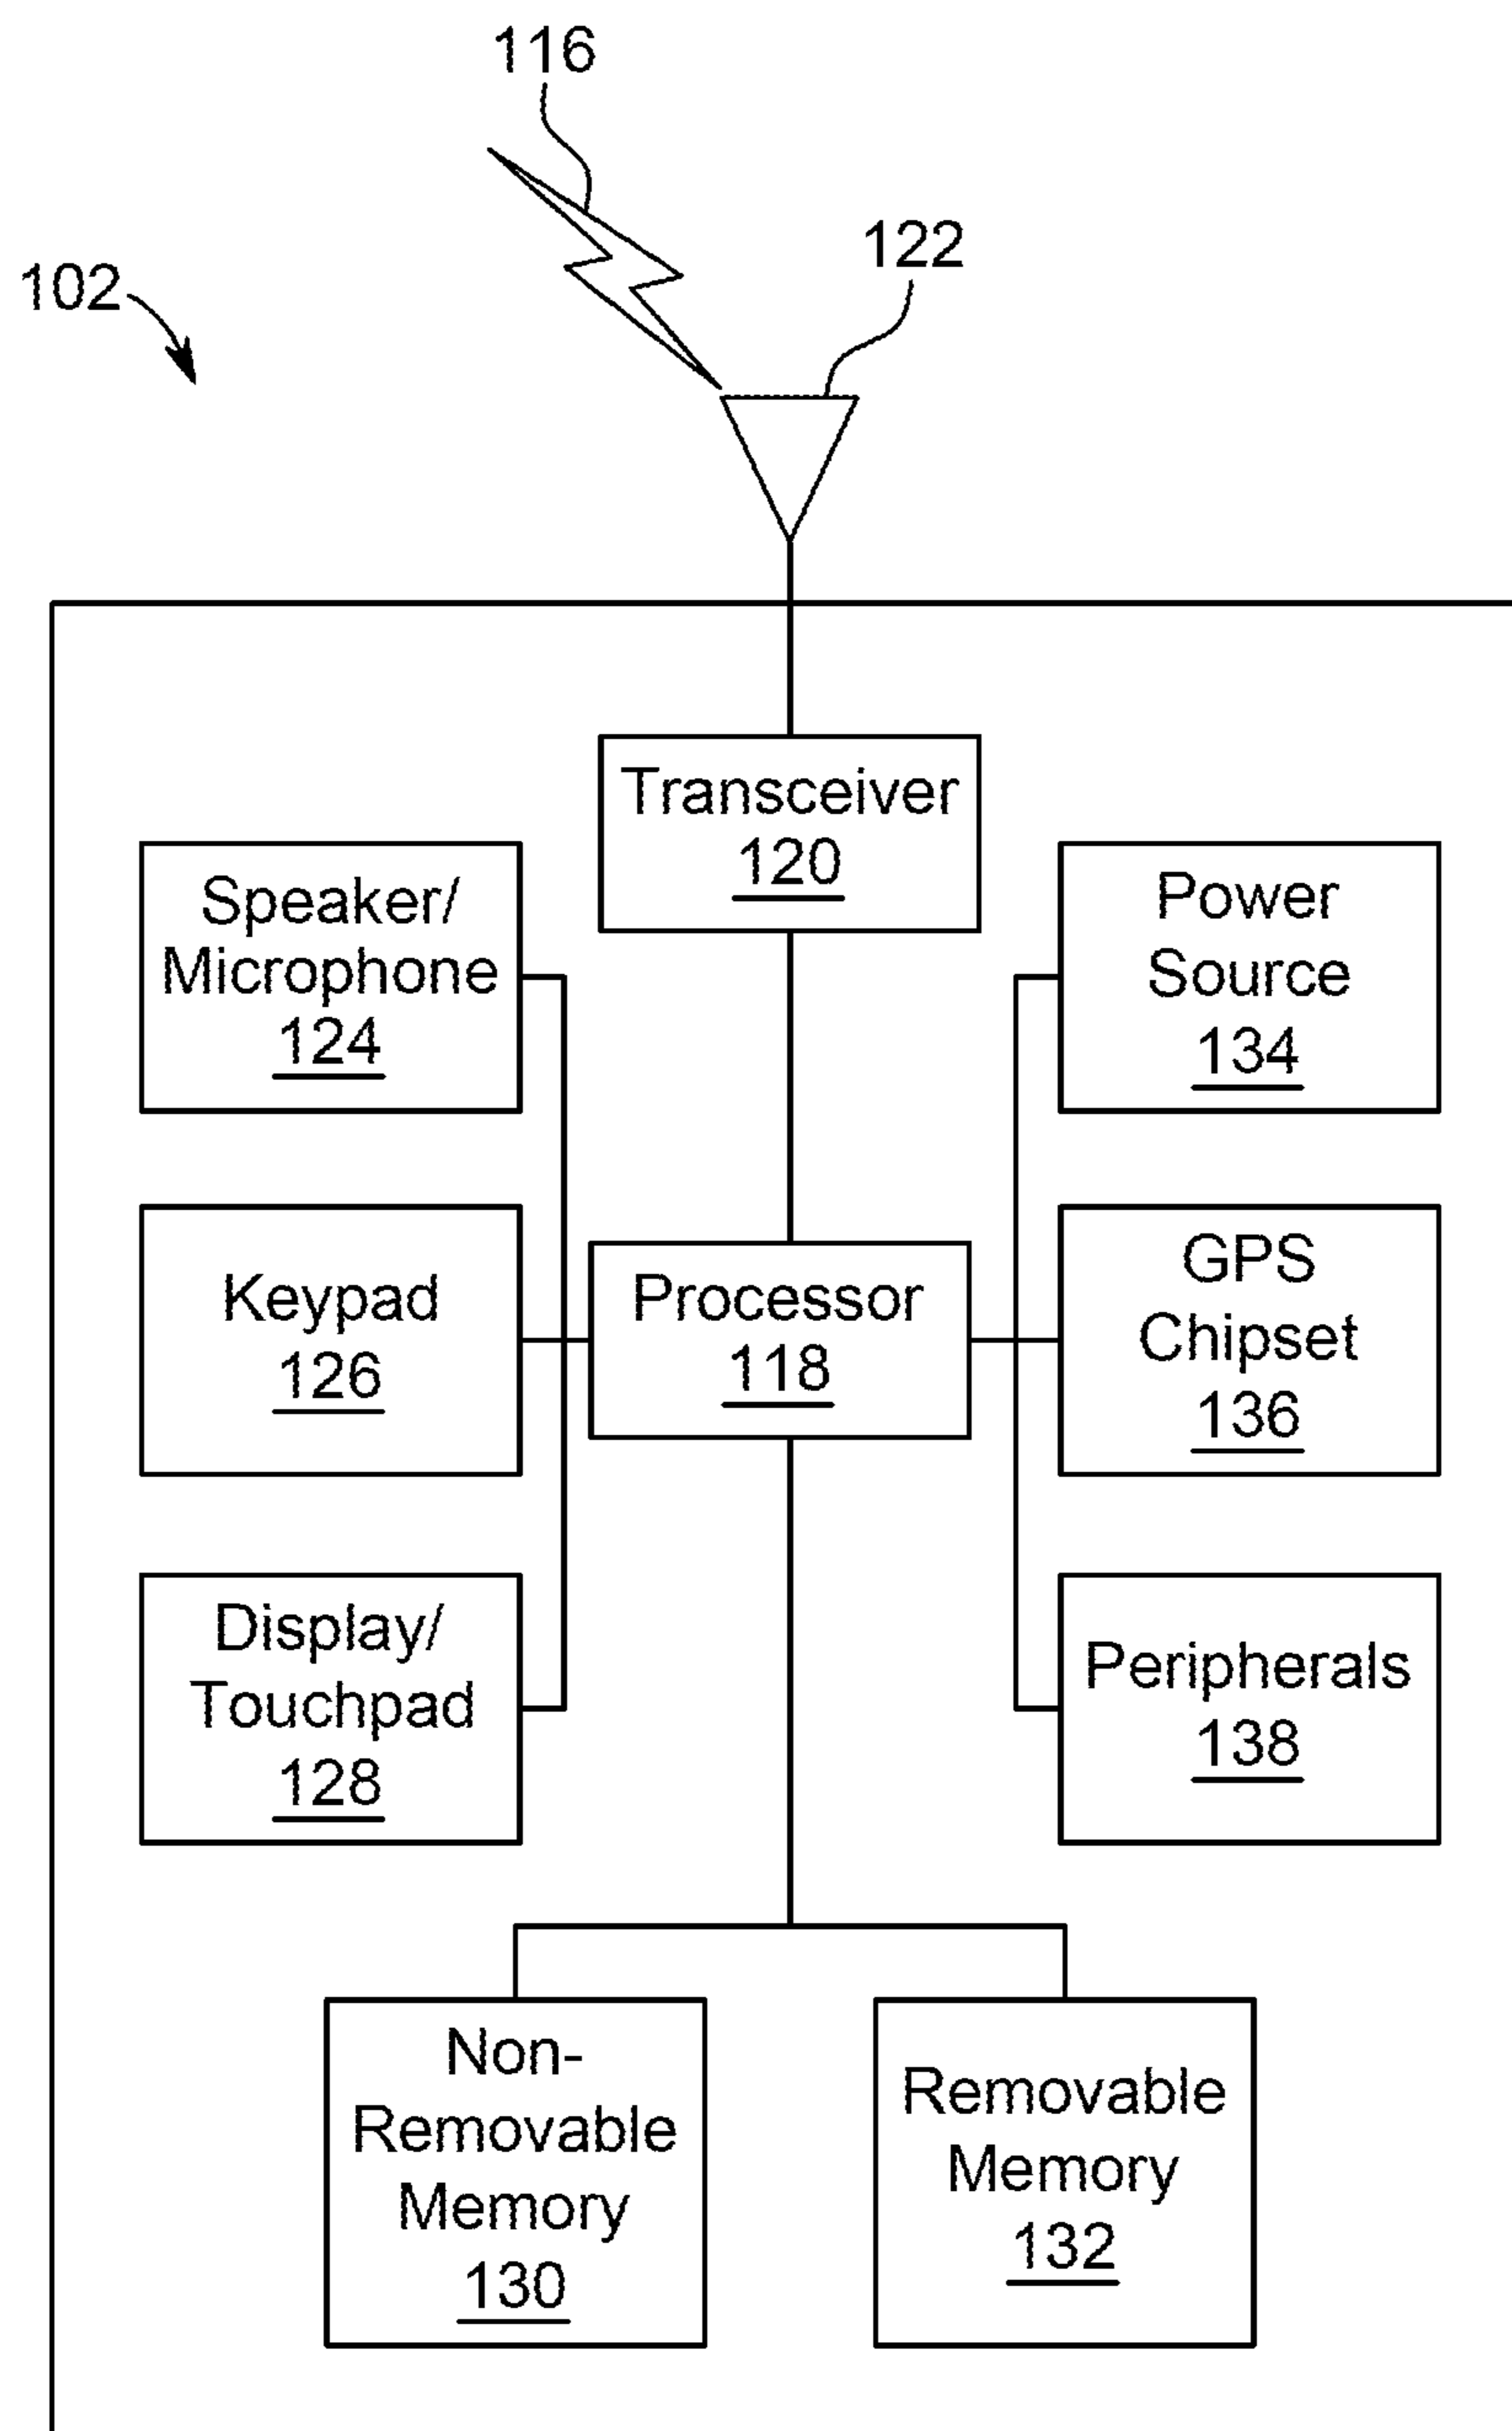 116
122
102
Transceiver
120
Speaker/
Microphone
124
Power
Source
134
Keypad
126
Processor
118
GPS
Chipset
136
Display/
Touchpad
128
Peripherals
138
Non-
Removable
Memory
130
Removable
Memory
132